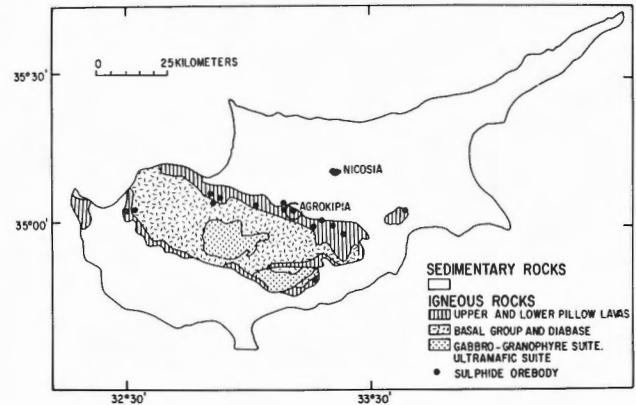 35°30'
0 25 KILOMETERS
NICOSIA
AGROKIPIA
35°00'
SEDIMENTARY ROCKS
IGNEOUS ROCKS
UPPER AND LOWER PILLOW LAVAS
BASAL GROUP AND DIABASE
GABBRO-GRANOPHYRE SUITE.
ULTRAMAFIC SUITE
SULPHIDE OREBODY
32°30' 33°30'